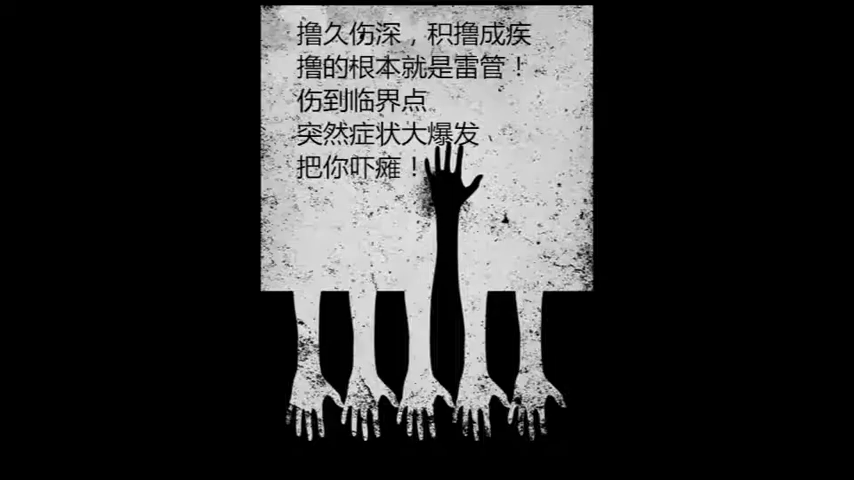 撸久伤深，积撸成疾
撸的根本就是雷管！
伤到临界点
突然症状大爆发
把你吓瘫！